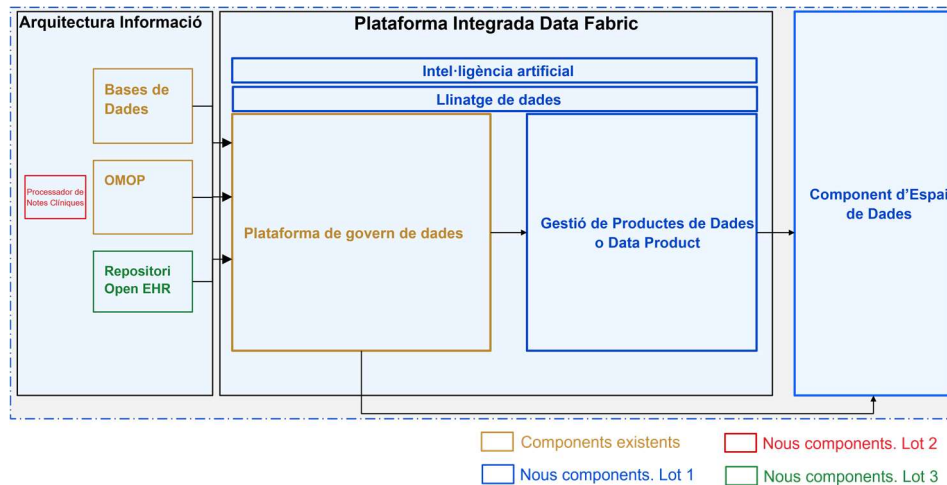 Arquitectura Informació
Plataforma Integrada Data Fabric
Intel·ligència artificial
Llinatge de dades
Bases de
Dades
OMOP
Processador de
Notes Clíniques
Repositori
Open EHR
Plataforma de govern de dades
Gestió de Productes de Dades
o Data Product
Component d’Espai
de Dades
Components existents
Nous components. Lot 2
Nous components. Lot 1
Nous components. Lot 3